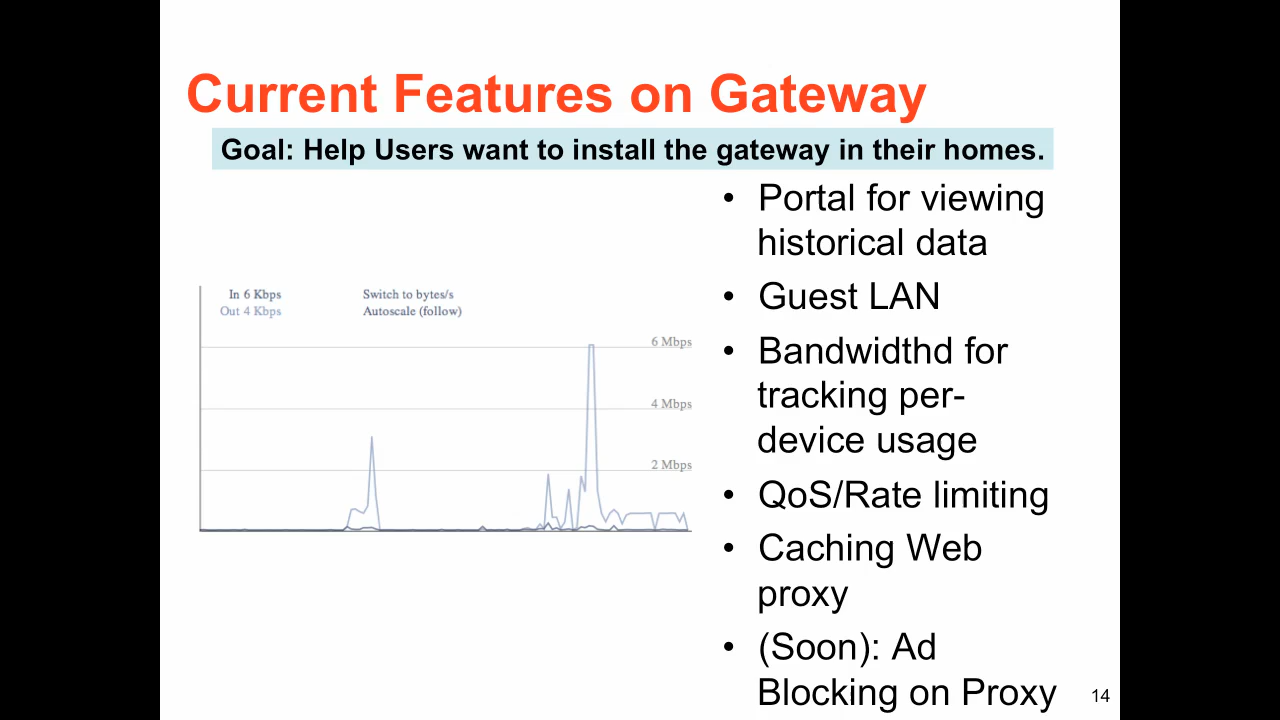 Current Features on Gateway
Goal: Help Users want to install the gateway in their homes.
In 6 Kbps
Out 4 Kbps
Switch to bytes/s
Autoscale (follow)
6 Mbps
4 Mbps
2 Mbps
• Portal for viewing
historical data
• Guest LAN
• Bandwidthd for
tracking per-
device usage
• QoS/Rate limiting
• Caching Web
proxy
• (Soon): Ad
Blocking on Proxy
14